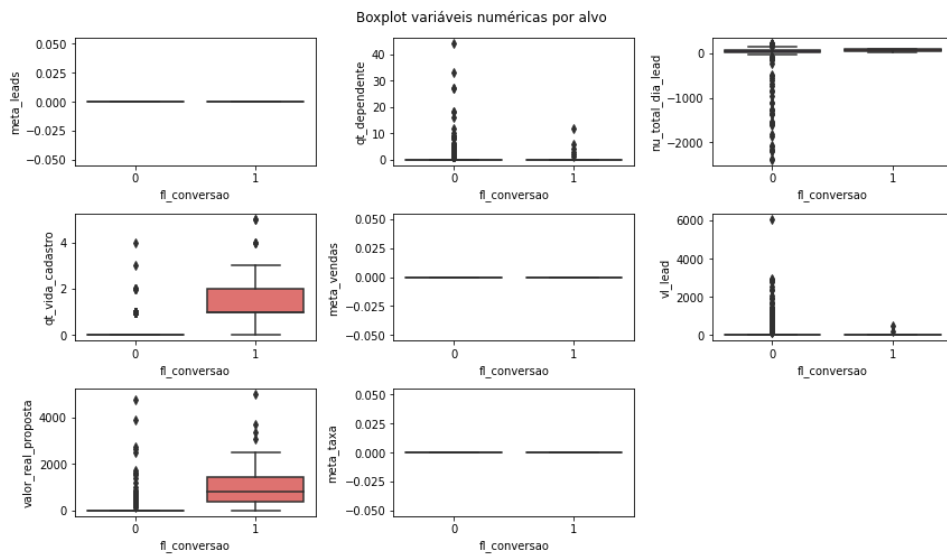 Boxplot variáveis numéricas por alvo
meta_leads
0.050
0.025
0.000
−0.025
−0.050
0
1
fl_conversao
qt_dependente
40
30
20
10
0
0
1
fl_conversao
nu_total_dia_lead
0
−1000
−2000
0
1
fl_conversao
qt_vida_cadastro
4
2
0
0
1
fl_conversao
meta_vendas
0.050
0.025
0.000
−0.025
−0.050
0
1
fl_conversao
vl_lead
6000
4000
2000
0
0
1
fl_conversao
valor_real_proposta
4000
2000
0
0
1
fl_conversao
meta_taxa
0.050
0.025
0.000
−0.025
−0.050
0
1
fl_conversao